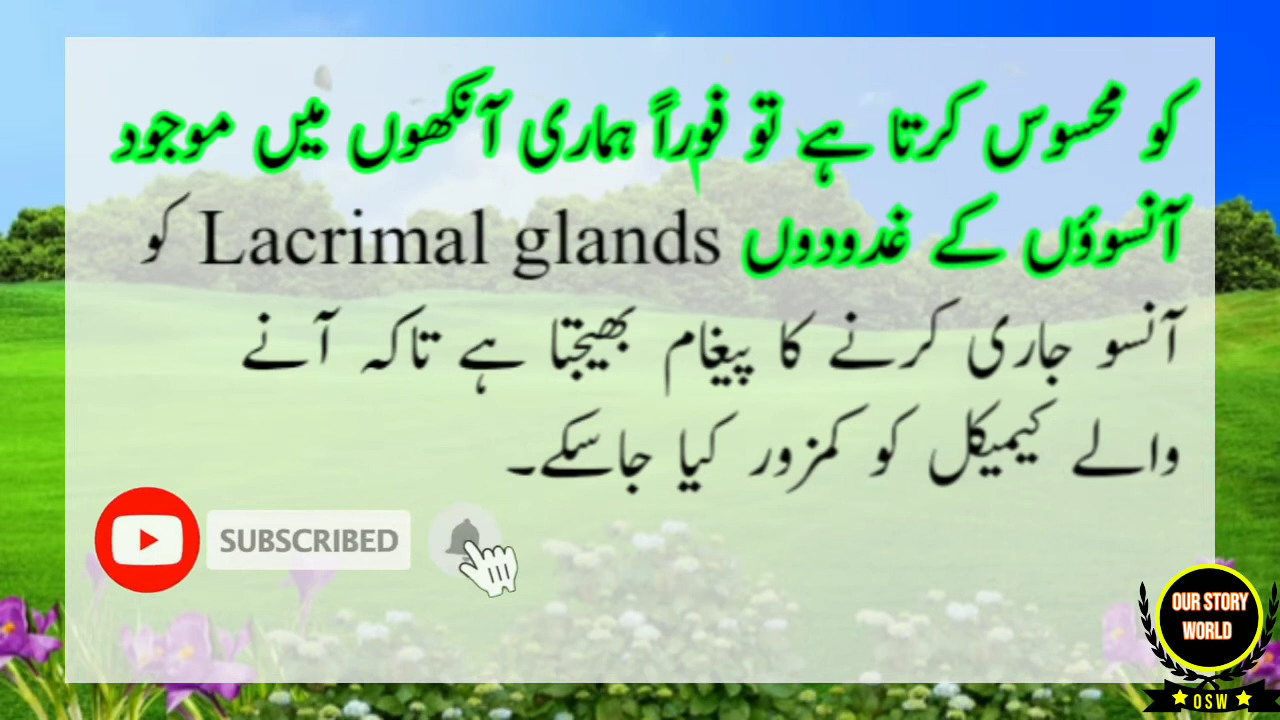 کو محسوس کرتا ہے تو فوراً ہماری آنکھوں میں موجود
آنسوؤں کے غدودوں Lacrimal glands کو
آنسو جاری کرنے کا پیغام بھیجتا ہے تاکہ آنے
والے کیمیکل کو کمزور کیا جاسکے۔
SUBSCRIBED
OUR STORY
WORLD
OSW